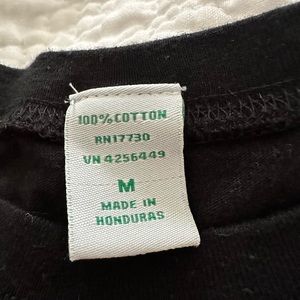 100% COTTON
RN17730
VN 4256449
M
MADE IN
HONDURAS